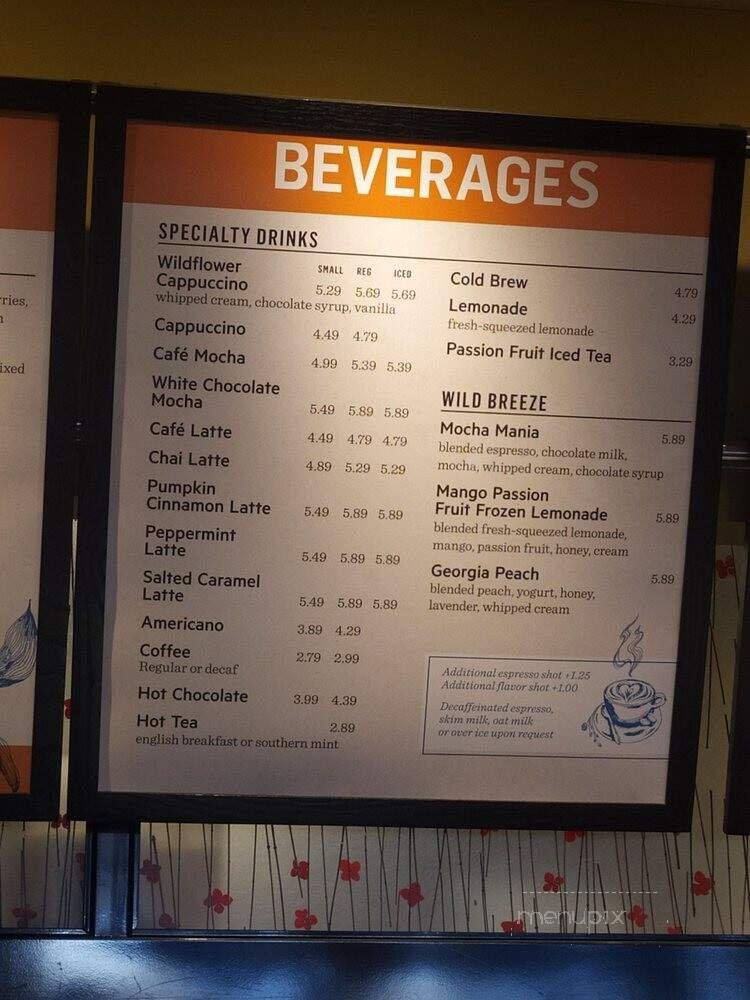 BEVERAGES
SPECIALTY DRINKS
SMALL REG ICED
Wildflower
Cappuccino 5.29 5.69 5.69
whipped cream, chocolate syrup, vanilla
Cappuccino 4.49 4.79
Café Mocha 4.99 5.39 5.39
White Chocolate
Mocha 5.49 5.89 5.89
Café Latte 4.49 4.79 4.79
Chai Latte 4.89 5.29 5.29
Pumpkin
Cinnamon Latte 5.49 5.89 5.89
Peppermint
Latte 5.49 5.89 5.89
Salted Caramel
Latte 5.49 5.89 5.89
Americano 3.89 4.29
Coffee 2.79 2.99
Regular or decaf
Hot Chocolate 3.99 4.39
Hot Tea 2.89
english breakfast or southern mint
Cold Brew 4.79
Lemonade 4.29
fresh-squeezed lemonade
Passion Fruit Iced Tea 3.29
WILD BREEZE
Mocha Mania 5.89
blended espresso, chocolate milk,
mocha, whipped cream, chocolate syrup
Mango Passion
Fruit Frozen Lemonade 5.89
blended fresh-squeezed lemonade,
mango, passion fruit, honey, cream
Georgia Peach 5.89
blended peach, yogurt, honey,
lavender, whipped cream
Additional espresso shot +1.25
Additional flavor shot +1.00
Decaffeinated espresso,
skim milk, oat milk
or over ice upon request
menupix